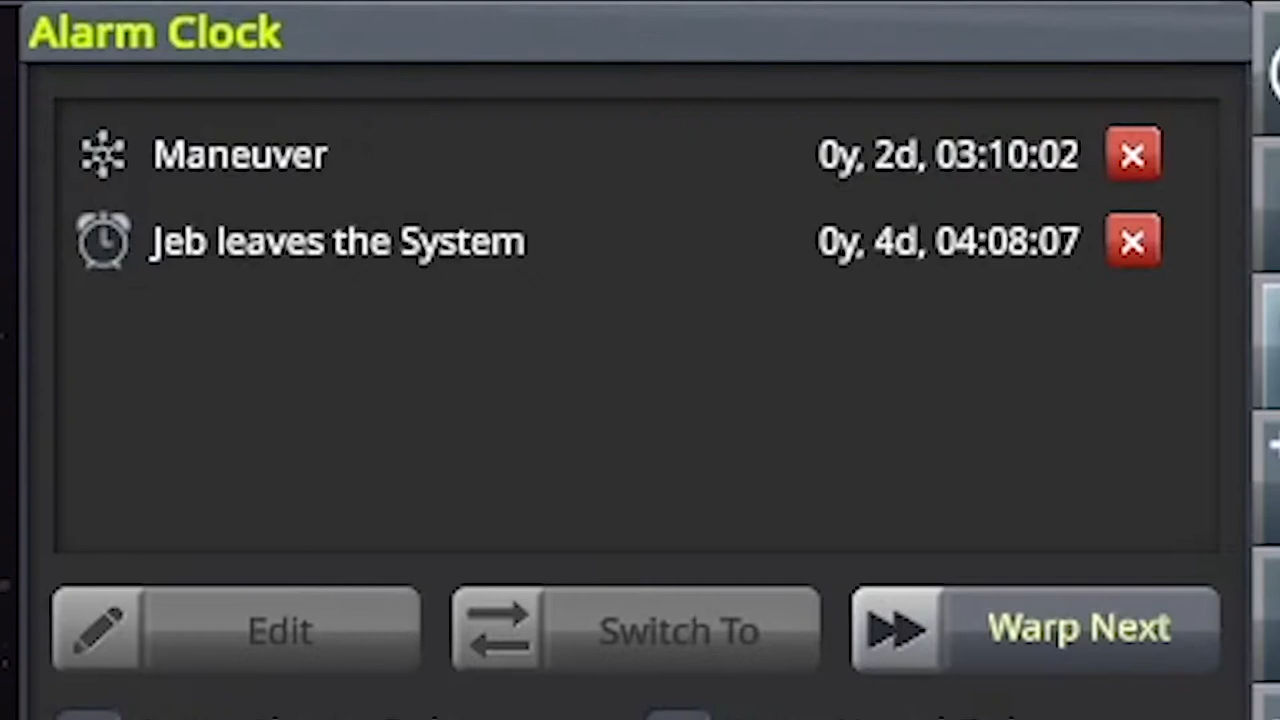 Alarm Clock
Maneuver 0y, 2d, 03:10:02
Jeb leaves the System 0y, 4d, 04:08:07
Edit Switch To Warp Next